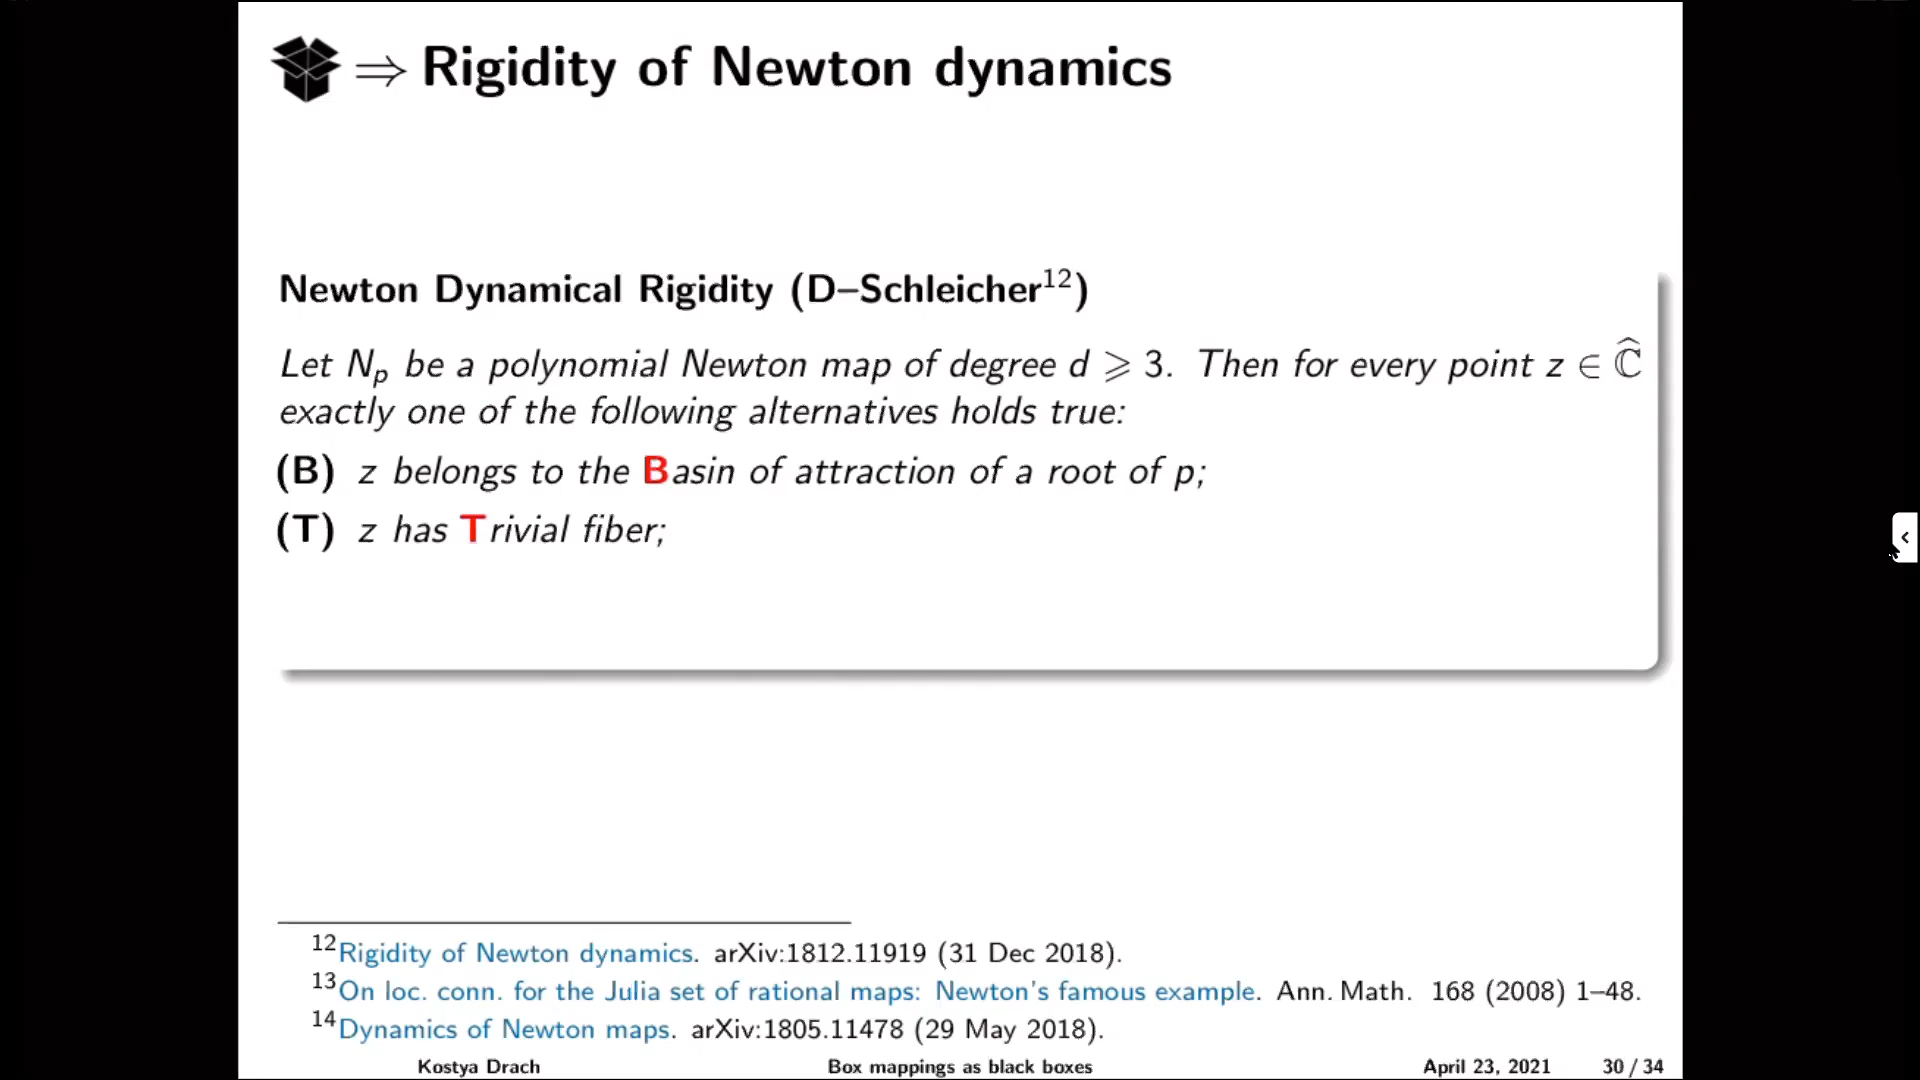 ⇒ Rigidity of Newton dynamics
Newton Dynamical Rigidity (D–Schleicher¹²)
Let Nₚ be a polynomial Newton map of degree d ⩾ 3. Then for every point z ∈ ℂ̂
exactly one of the following alternatives holds true:
(B) z belongs to the Basin of attraction of a root of p;
(T) z has Trivial fiber;
¹²Rigidity of Newton dynamics. arXiv:1812.11919 (31 Dec 2018).
¹³On loc. conn. for the Julia set of rational maps: Newton's famous example. Ann. Math. 168 (2008) 1–48.
¹⁴Dynamics of Newton maps. arXiv:1805.11478 (29 May 2018).
Kostya Drach Box mappings as black boxes April 23, 2021 30 / 34